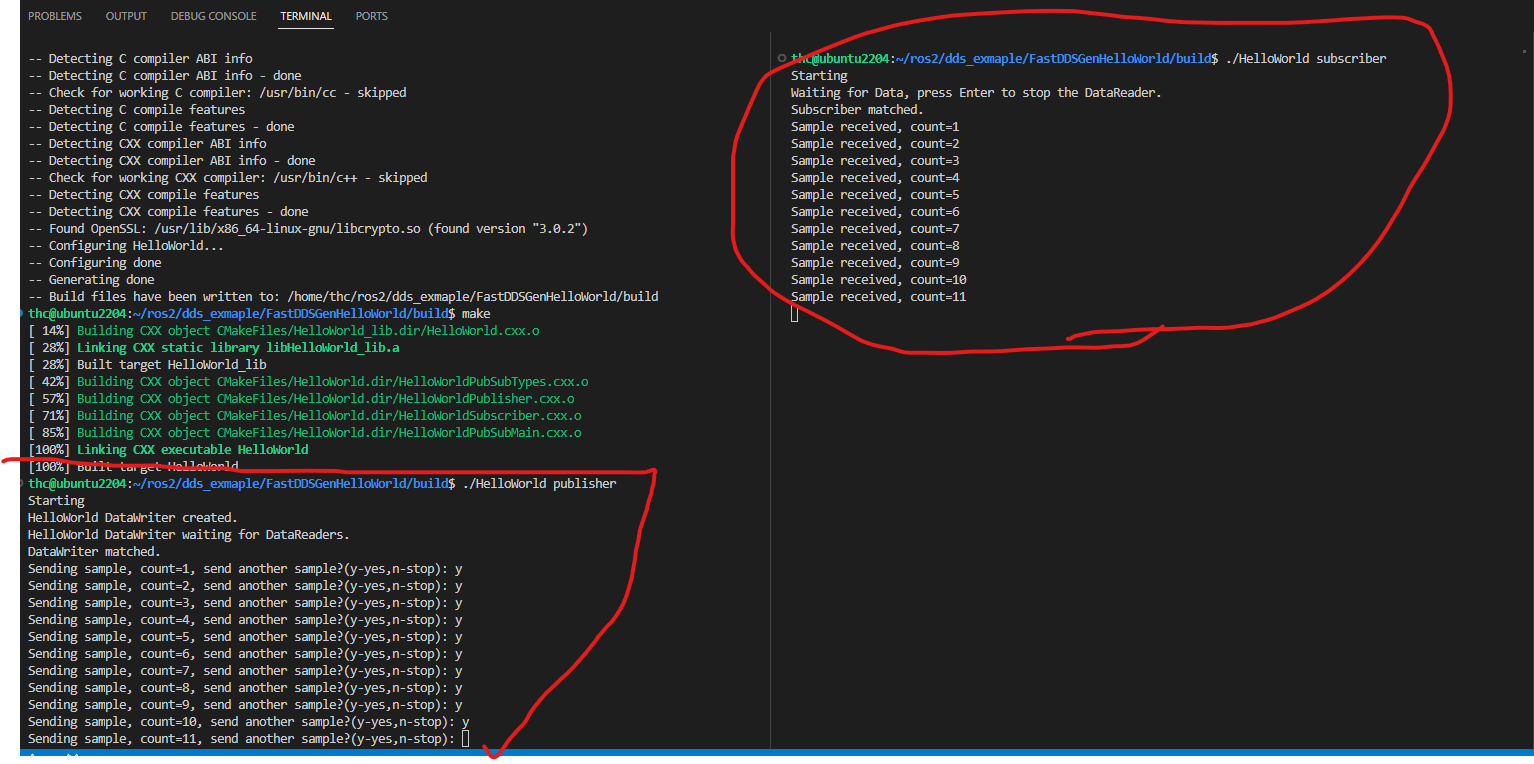 PROBLEMS OUTPUT DEBUG CONSOLE TERMINAL PORTS
-- Detecting C compiler ABI info
-- Detecting C compiler ABI info - done
-- Check for working C compiler: /usr/bin/cc - skipped
-- Detecting C compile features
-- Detecting C compile features - done
-- Detecting CXX compiler ABI info
-- Detecting CXX compiler ABI info - done
-- Check for working CXX compiler: /usr/bin/c++ - skipped
-- Detecting CXX compile features
-- Detecting CXX compile features - done
-- Found OpenSSL: /usr/lib/x86_64-linux-gnu/libcrypto.so (found version "3.0.2")
-- Configuring HelloWorld...
-- Configuring done
-- Generating done
-- Build files have been written to: /home/thc/ros2/dds_exmaple/FastDDSGenHelloWorld/build
thc@ubuntu2204:~/ros2/dds_exmaple/FastDDSGenHelloWorld/build$ make
[ 14%] Building CXX object CMakeFiles/HelloWorld_lib.dir/HelloWorld.cxx.o
[ 28%] Linking CXX static library libHelloWorld_lib.a
[ 28%] Built target HelloWorld_lib
[ 42%] Building CXX object CMakeFiles/HelloWorld.dir/HelloWorldPubSubTypes.cxx.o
[ 57%] Building CXX object CMakeFiles/HelloWorld.dir/HelloWorldPublisher.cxx.o
[ 71%] Building CXX object CMakeFiles/HelloWorld.dir/HelloWorldSubscriber.cxx.o
[ 85%] Building CXX object CMakeFiles/HelloWorld.dir/HelloWorldPubSubMain.cxx.o
[100%] Linking CXX executable HelloWorld
[100%] Built target HelloWorld
thc@ubuntu2204:~/ros2/dds_exmaple/FastDDSGenHelloWorld/build$ ./HelloWorld publisher
Starting
HelloWorld DataWriter created.
HelloWorld DataWriter waiting for DataReaders.
DataWriter matched.
Sending sample, count=1, send another sample?(y-yes,n-stop): y
Sending sample, count=2, send another sample?(y-yes,n-stop): y
Sending sample, count=3, send another sample?(y-yes,n-stop): y
Sending sample, count=4, send another sample?(y-yes,n-stop): y
Sending sample, count=5, send another sample?(y-yes,n-stop): y
Sending sample, count=6, send another sample?(y-yes,n-stop): y
Sending sample, count=7, send another sample?(y-yes,n-stop): y
Sending sample, count=8, send another sample?(y-yes,n-stop): y
Sending sample, count=9, send another sample?(y-yes,n-stop): y
Sending sample, count=10, send another sample?(y-yes,n-stop): y
Sending sample, count=11, send another sample?(y-yes,n-stop):
thc@ubuntu2204:~/ros2/dds_exmaple/FastDDSGenHelloWorld/build$ ./HelloWorld subscriber
Starting
Waiting for Data, press Enter to stop the DataReader.
Subscriber matched.
Sample received, count=1
Sample received, count=2
Sample received, count=3
Sample received, count=4
Sample received, count=5
Sample received, count=6
Sample received, count=7
Sample received, count=8
Sample received, count=9
Sample received, count=10
Sample received, count=11